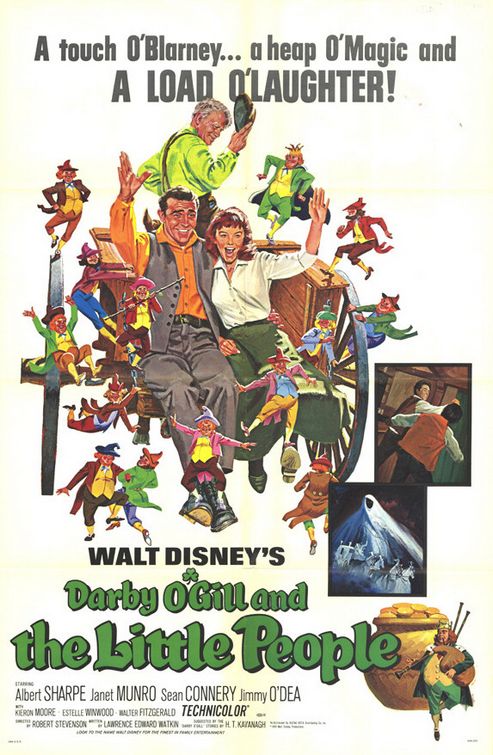 A touch O'Blarney... a heap O'Magic and
A LOAD O'LAUGHTER!
WALT DISNEY'S
Darby O'Gill and
the Little People
STARRING
Albert SHARPE Janet MUNRO Sean CONNERY Jimmy O'DEA
WITH KIERON MOORE · ESTELLE WINWOOD · WALTER FITZGERALD TECHNICOLOR®
DIRECTED BY ROBERT STEVENSON WRITTEN BY LAWRENCE EDWARD WATKIN SUGGESTED BY THE DARBY O'GILL STORIES BY H. T. KAVANAGH
LOOK TO THE NAME WALT DISNEY FOR THE FINEST IN FAMILY ENTERTAINMENT